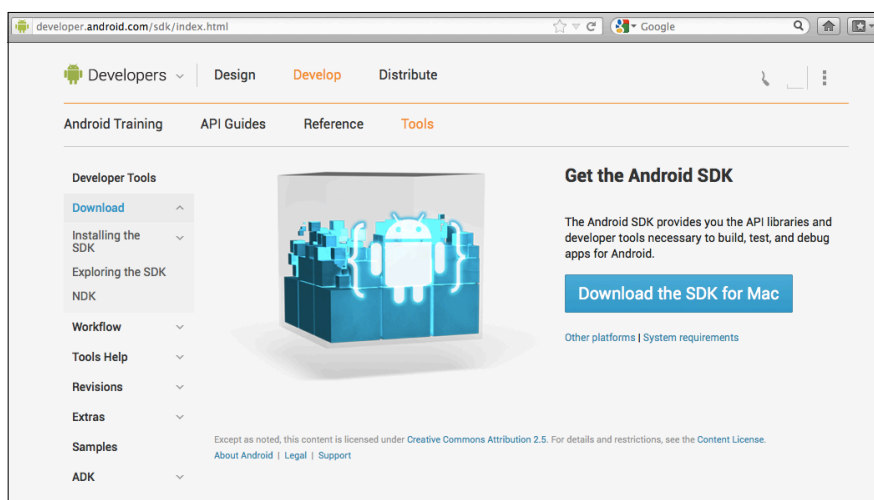 developer.android.com/sdk/index.html
Google
Developers
Design
Develop
Distribute
Android Training
API Guides
Reference
Tools
Developer Tools
Download
Installing the
SDK
Exploring the SDK
NDK
Workflow
Tools Help
Revisions
Extras
Samples
ADK
Get the Android SDK
The Android SDK provides you the API libraries and
developer tools necessary to build, test, and debug
apps for Android.
Download the SDK for Mac
Other platforms | System requirements
Except as noted, this content is licensed under Creative Commons Attribution 2.5. For details and restrictions, see the Content License.
About Android | Legal | Support